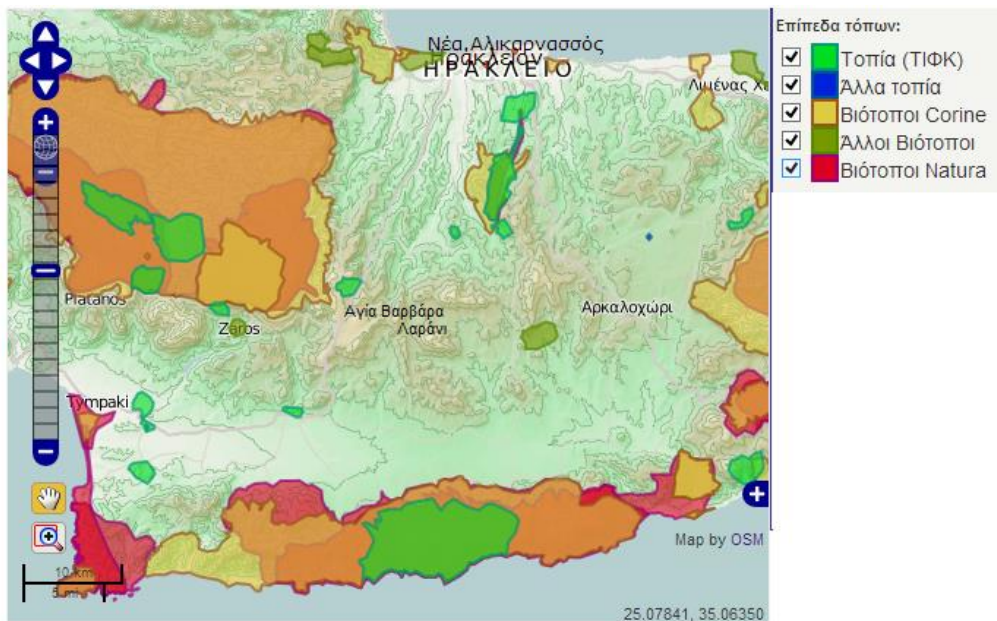 Νέα Αλικαρνασσός
Ηράκλειον
ΗΡΑΚΛΕΙΟ
Platanos
Zaros
Αγία Βαρβάρα
Λαράνι
Αρκαλοχώρι
Tympaki
10 km
5 mi
Map by OSM
25.07841, 35.06350
Επίπεδα τόπων:
Τοπία (ΤΙΦΚ)
Άλλα τοπία
Βιότοποι Corine
Άλλοι Βιότοποι
Βιότοποι Natura